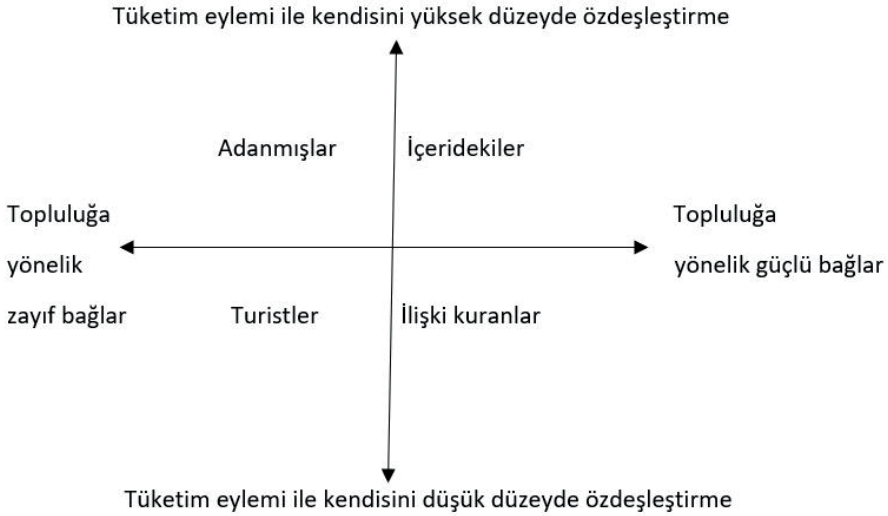 Tüketim eylemi ile kendisini yüksek düzeyde özdeşleştirme
Adanmışlar
İçeridekiler
Topluluğa
yönelik
zayıf bağlar
Topluluğa
yönelik güçlü bağlar
Turistler
İlişki kuranlar
Tüketim eylemi ile kendisini düşük düzeyde özdeşleştirme